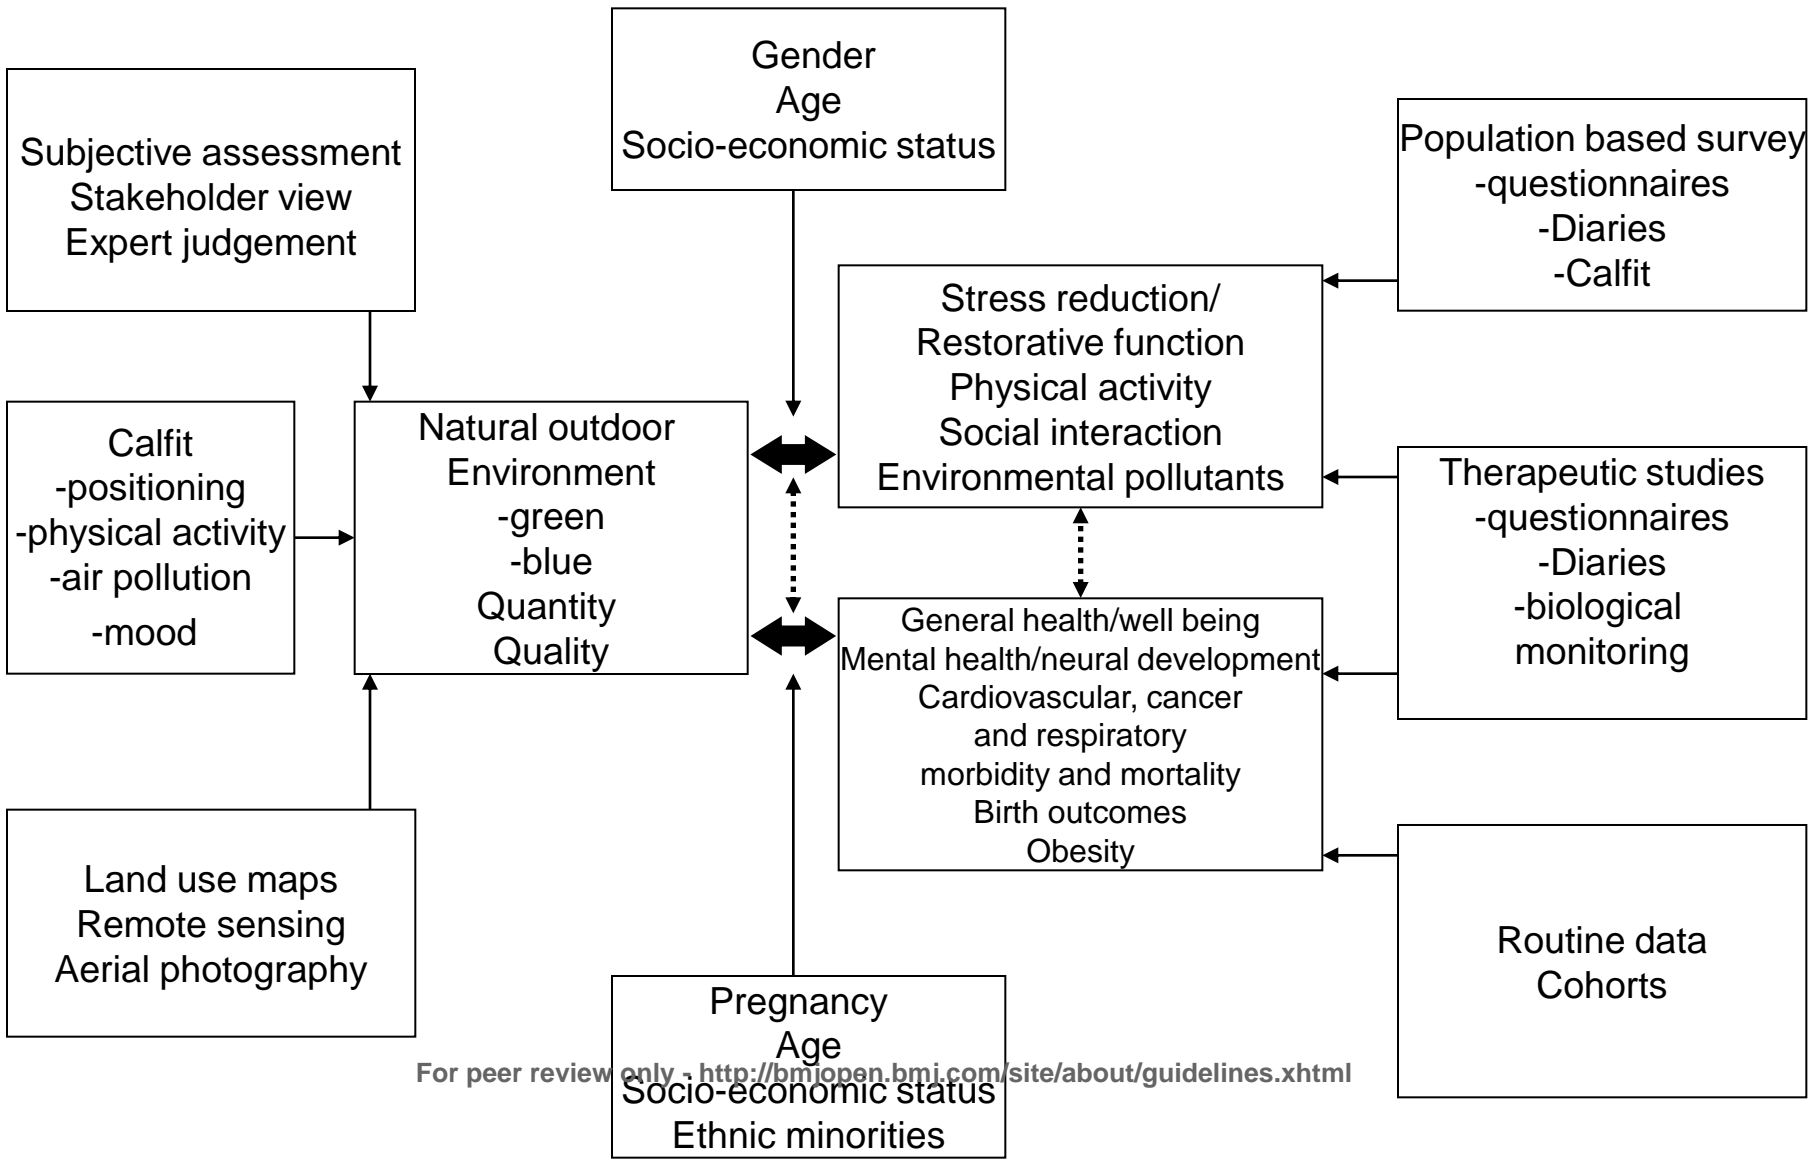 Gender
Age
Socio-economic status
Subjective assessment
Stakeholder view
Expert judgement
Population based survey
-questionnaires
-Diaries
-Calfit
Stress reduction/
Restorative function
Physical activity
Social interaction
Environmental pollutants
Calfit
-positioning
-physical activity
-air pollution
-mood
Natural outdoor
Environment
-green
-blue
Quantity
Quality
Therapeutic studies
-questionnaires
-Diaries
-biological
monitoring
General health/well being
Mental health/neural development
Cardiovascular, cancer
and respiratory
morbidity and mortality
Birth outcomes
Obesity
Land use maps
Remote sensing
Aerial photography
Routine data
Cohorts
Pregnancy
Age
Socio-economic status
Ethnic minorities
For peer review only - http://bmjopen.bmj.com/site/about/guidelines.xhtml